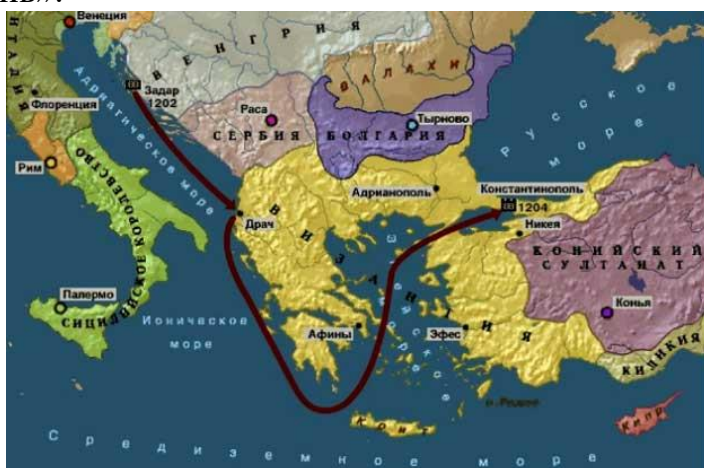 Венеция
ВЕНГРИЯ
ИТАЛИЯ
Задар
1202
ВАЛАХИ
Флоренция
Адриатическое море
Раса
СЕРБИЯ
БОЛГАРИЯ
Тырново
Русское
море
Рим
Адрианополь
Константинополь
1204
Драч
Никея
СИЦИЛИЙСКОЕ КОРОЛЕВСТВО
ВИЗАНТИЯ
КОНИЙСКИЙ
СУЛТАНАТ
Палермо
Конья
Ионическое
море
Афины
Эгейское
море
Эфес
КИЛИКИЯ
о. Родос
Крит
Кипр
Средиземное море